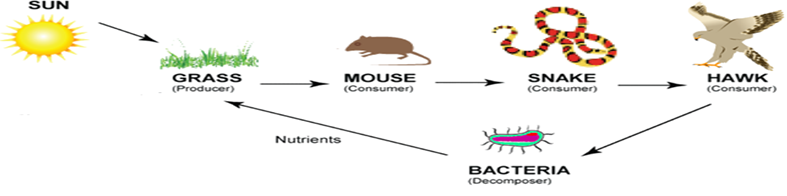 SUN
GRASS
(Producer)
MOUSE
(Consumer)
SNAKE
(Consumer)
HAWK
(Consumer)
Nutrients
BACTERIA
(Decomposer)